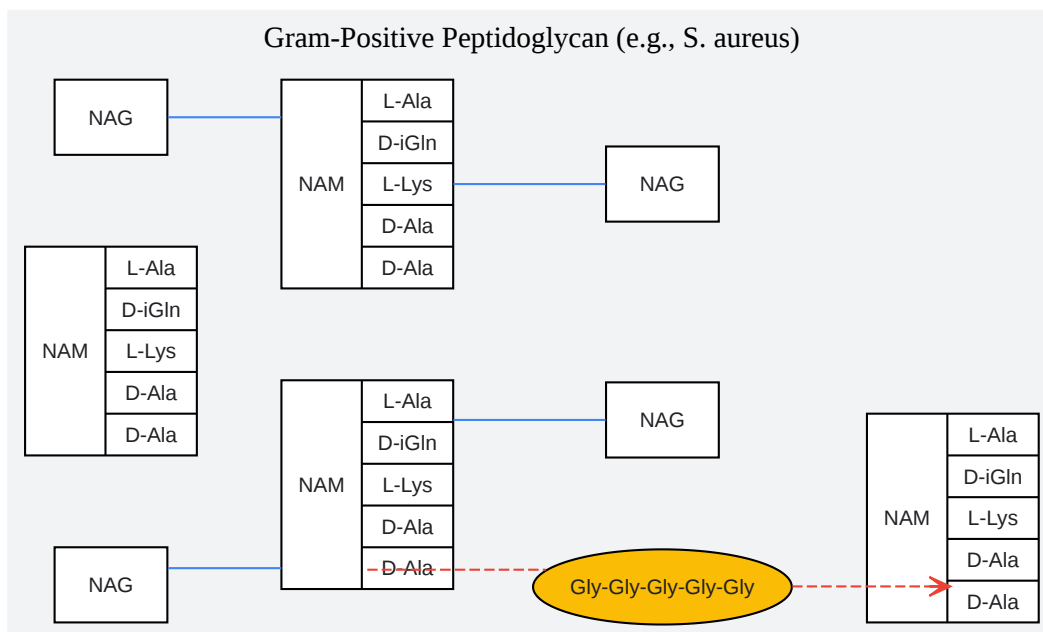 Gram-Positive Peptidoglycan (e.g., S. aureus)
NAG
NAM
L-Ala
D-iGln
L-Lys
D-Ala
D-Ala
NAG
NAM
L-Ala
D-iGln
L-Lys
D-Ala
D-Ala
NAM
L-Ala
D-iGln
L-Lys
D-Ala
D-Ala
NAG
NAM
L-Ala
D-iGln
L-Lys
D-Ala
D-Ala
NAG
Gly-Gly-Gly-Gly-Gly